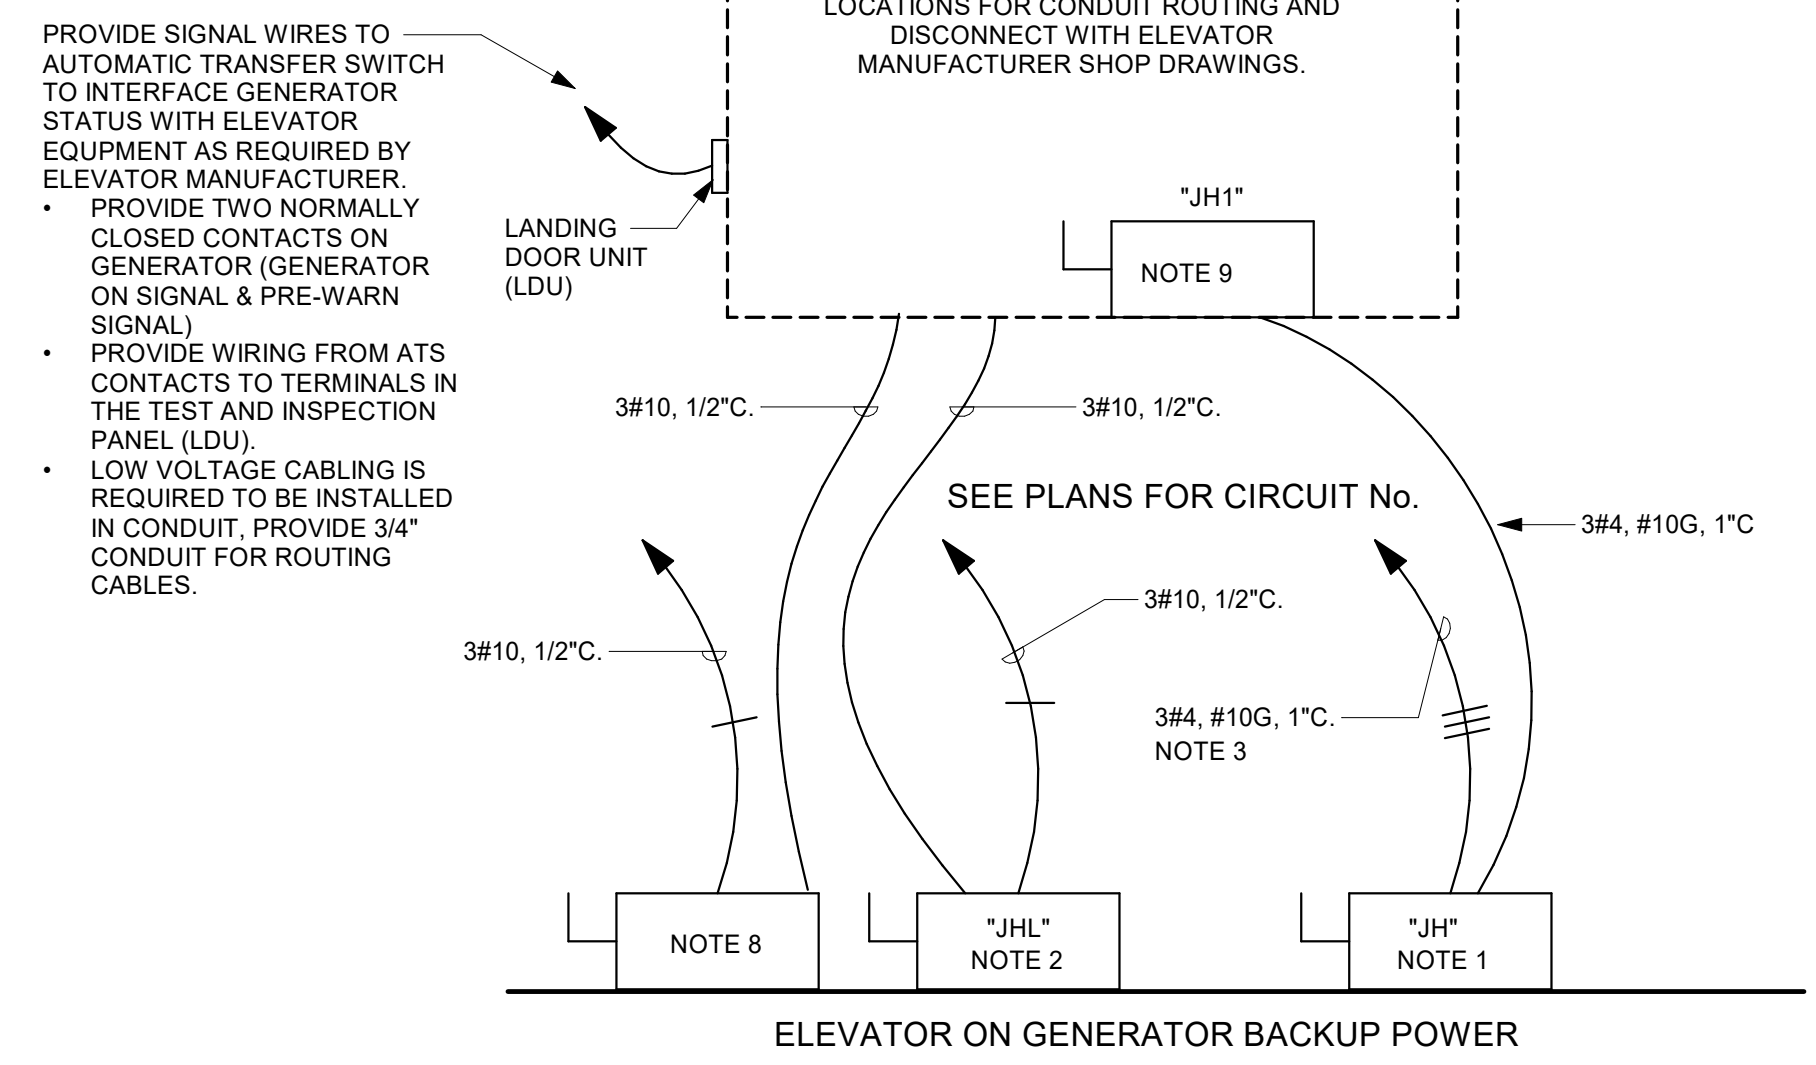 LOCATIONS FOR CONDUIT ROUTING AND
DISCONNECT WITH ELEVATOR
MANUFACTURER SHOP DRAWINGS.
PROVIDE SIGNAL WIRES TO
AUTOMATIC TRANSFER SWITCH
TO INTERFACE GENERATOR
STATUS WITH ELEVATOR
EQUPMENT AS REQUIRED BY
ELEVATOR MANUFACTURER.
• PROVIDE TWO NORMALLY
CLOSED CONTACTS ON
GENERATOR (GENERATOR
ON SIGNAL & PRE-WARN
SIGNAL)
• PROVIDE WIRING FROM ATS
CONTACTS TO TERMINALS IN
THE TEST AND INSPECTION
PANEL (LDU).
• LOW VOLTAGE CABLING IS
REQUIRED TO BE INSTALLED
IN CONDUIT, PROVIDE 3/4"
CONDUIT FOR ROUTING
CABLES.
LANDING
DOOR UNIT
(LDU)
"JH1"
NOTE 9
3#10, 1/2"C.
3#10, 1/2"C.
SEE PLANS FOR CIRCUIT No.
3#4, #10G, 1"C
3#10, 1/2"C.
3#10, 1/2"C.
3#4, #10G, 1"C.
NOTE 3
NOTE 8
"JHL"
NOTE 2
"JH"
NOTE 1
ELEVATOR ON GENERATOR BACKUP POWER